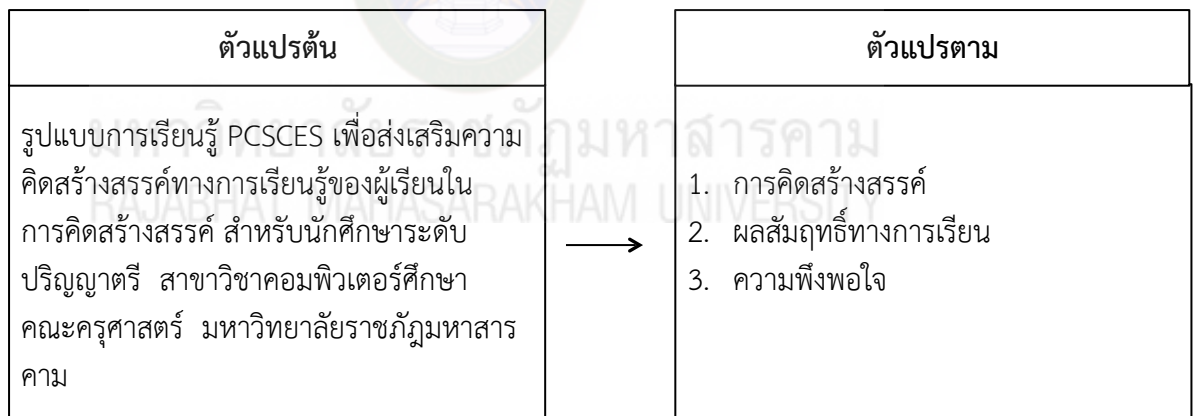 ตัวแปรต้น
รูปแบบการเรียนรู้ PCSCES เพื่อส่งเสริมความ
คิดสร้างสรรค์ทางการเรียนรู้ของผู้เรียนใน
การคิดสร้างสรรค์ สำหรับนักศึกษาระดับ
ปริญญาตรี สาขาวิชาคอมพิวเตอร์ศึกษา
คณะครุศาสตร์ มหาวิทยาลัยราชภัฏมหาสาร
คาม
ตัวแปรตาม
1. การคิดสร้างสรรค์
2. ผลสัมฤทธิ์ทางการเรียน
3. ความพึงพอใจ
มหาวิทยาลัยราชภัฏมหาสารคาม
RAJABHAT MAHASARAKHAM UNIVERSITY